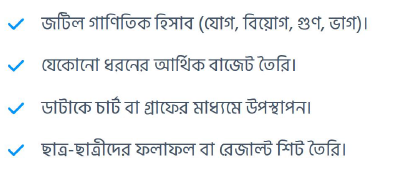 জটিল গাণিতিক হিসাব (যোগ, বিয়োগ, গুণ, ভাগ)।
যেকোনো ধরনের আর্থিক বাজেট তৈরি।
ডাটাকে চার্ট বা গ্রাফের মাধ্যমে উপস্থাপন।
ছাত্র-ছাত্রীদের ফলাফল বা রেজাল্ট শিট তৈরি।